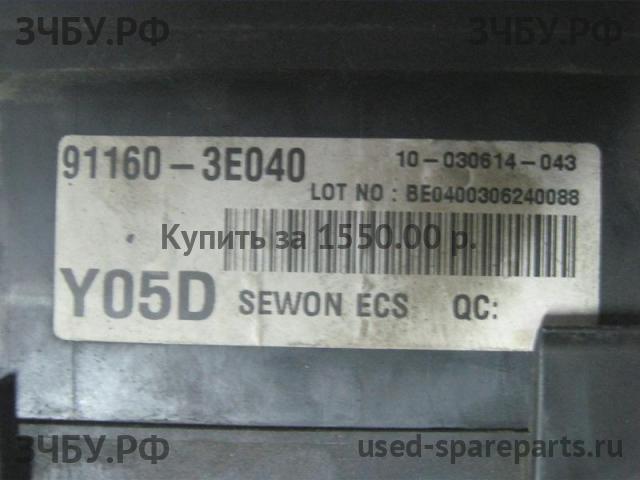 ЗЧБУ.РФ ЗЧБУ.РФ
91160-3E040 10-030614-043
LOT NO : BE0400306240088
Купить за 1550.00 р.
Y05D SEWON ECS QC:
ЗЧБУ.РФ used-spareparts.ru